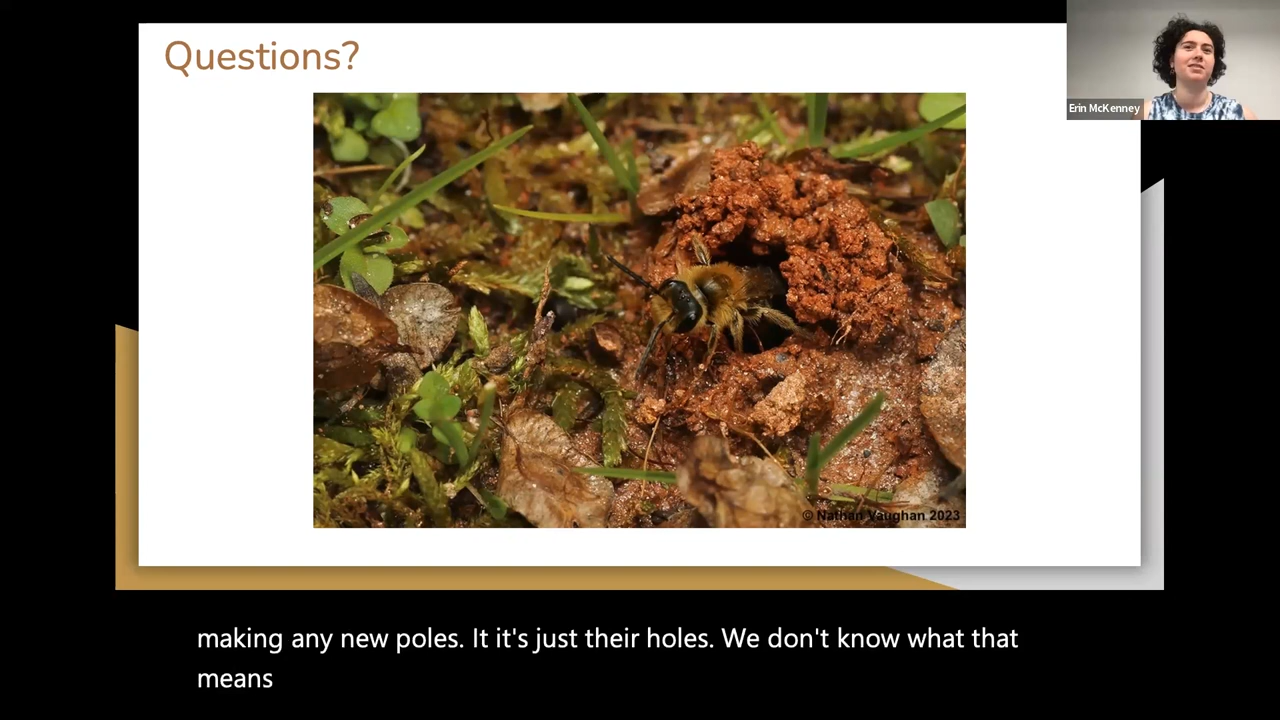 Questions?
Erin McKenney
© Nathan Vaughan 2023
making any new poles. It it's just their holes. We don't know what that
means